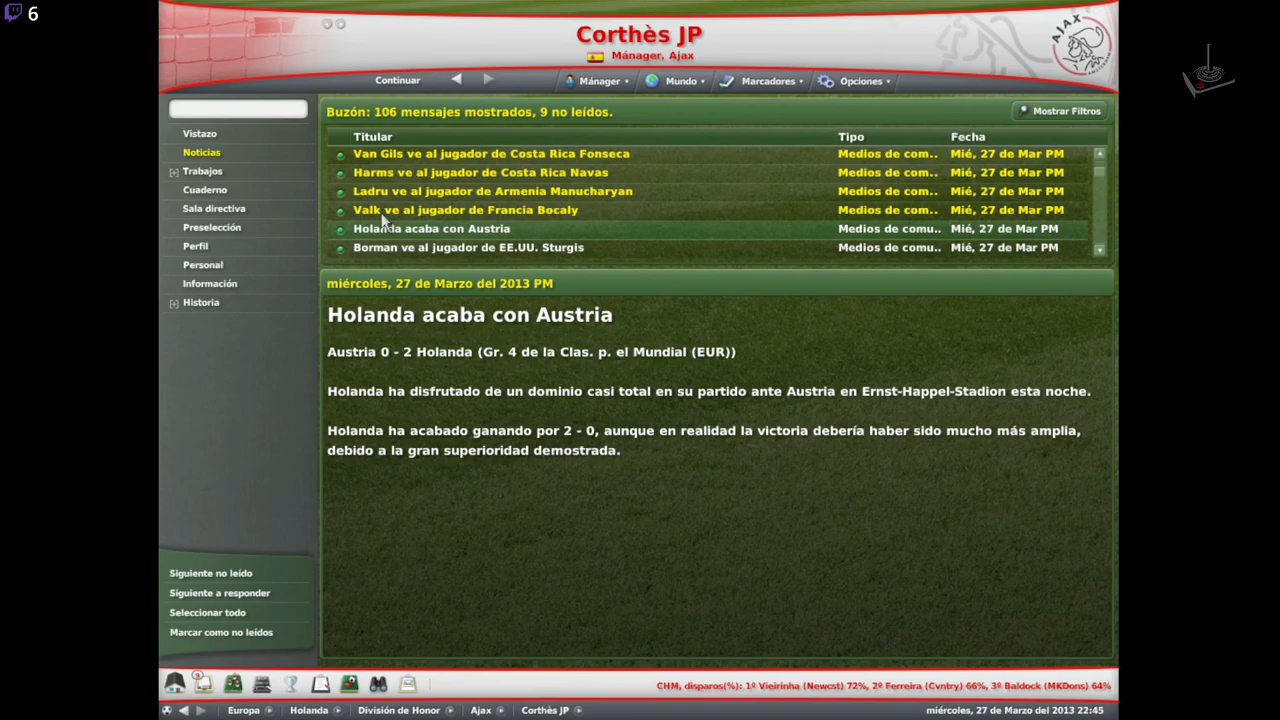 6
Corthès JP
Mánager, Ajax
AJAX
Continuar
Mánager
Mundo
Marcadores
Opciones
Buzón: 106 mensajes mostrados, 9 no leídos.
Mostrar Filtros
Titular Tipo Fecha
Van Gils ve al jugador de Costa Rica Fonseca Medios de com.. Mié, 27 de Mar PM
Harms ve al jugador de Costa Rica Navas Medios de com.. Mié, 27 de Mar PM
Ladru ve al jugador de Armenia Manucharyan Medios de com.. Mié, 27 de Mar PM
Valk ve al jugador de Francia Bocaly Medios de com.. Mié, 27 de Mar PM
Holanda acaba con Austria Medios de comu.. Mié, 27 de Mar PM
Borman ve al jugador de EE.UU. Sturgis Medios de comu.. Mié, 27 de Mar PM
Vistazo
Noticias
Trabajos
Cuaderno
Sala directiva
Preselección
Perfil
Personal
Información
Historia
miércoles, 27 de Marzo del 2013 PM
Holanda acaba con Austria
Austria 0 - 2 Holanda (Gr. 4 de la Clas. p. el Mundial (EUR))
Holanda ha disfrutado de un dominio casi total en su partido ante Austria en Ernst-Happel-Stadion esta noche.
Holanda ha acabado ganando por 2 - 0, aunque en realidad la victoria debería haber sido mucho más amplia,
debido a la gran superioridad demostrada.
Siguiente no leído
Siguiente a responder
Seleccionar todo
Marcar como no leídos
9
CHM, disparos(%): 1º Vieirinha (Newcst) 72%, 2º Ferreira (Cvntry) 66%, 3º Baldock (MKDons) 64%
Europa
Holanda
División de Honor
Ajax
Corthès JP
miércoles, 27 de Marzo del 2013 22:45